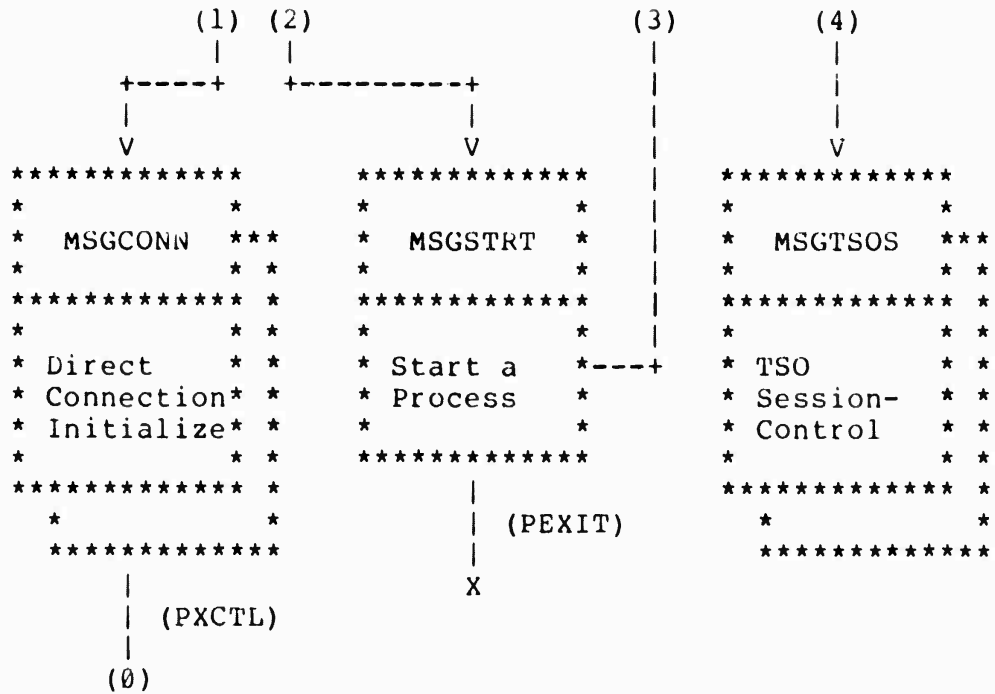 (1) (2) (3) (4)
MSGCONN MSGSTRT MSGTSOS
Direct Start a TSO
Connection Process Session-
Initialize Control
(PEXIT)
X
(PXCTL)
(0)